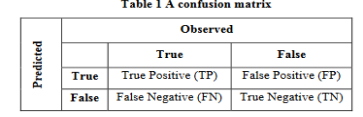 Table 1 A confusion matrix
Observed
Predicted
True False
True True Positive (TP) False Positive (FP)
False False Negative (FN) True Negative (TN)